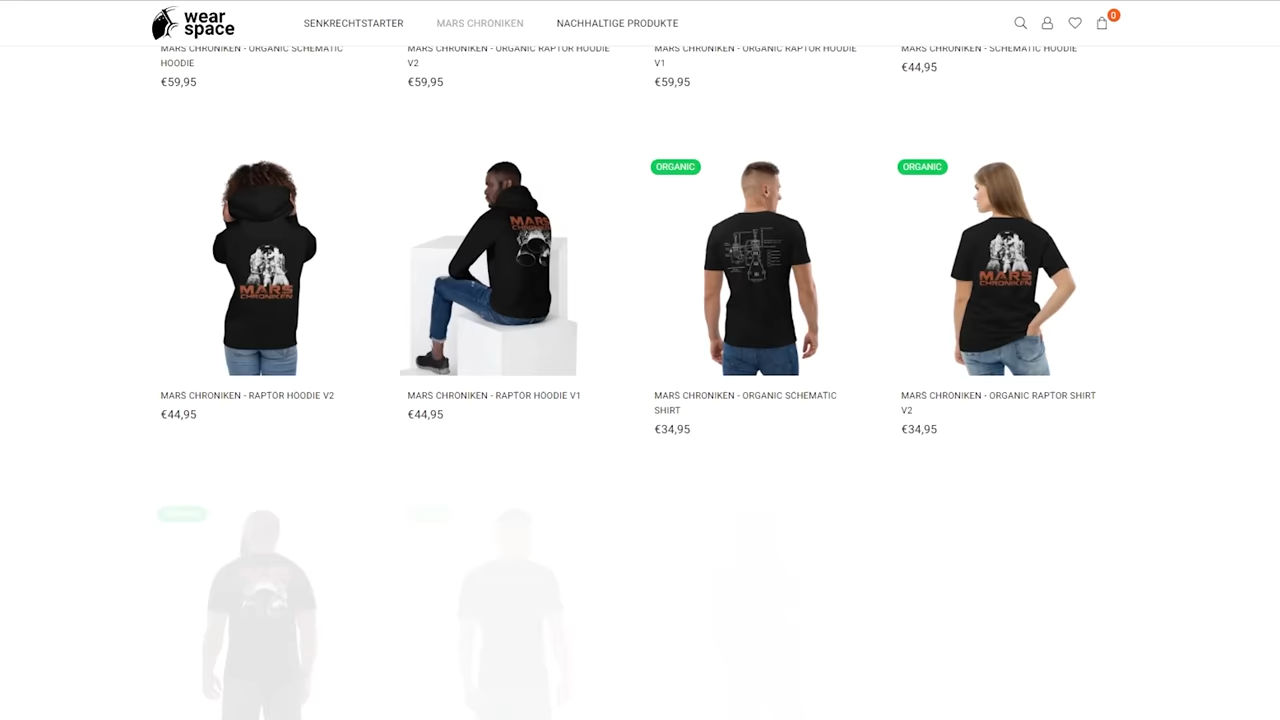 wear
space
SENKRECHTSTARTER
MARS CHRONIKEN
NACHHALTIGE PRODUKTE
0
MARS CHRONIKEN - ORGANIC SCHEMATIC
HOODIE
€59,95
MARS CHRONIKEN - ORGANIC RAPTOR HOODIE
V2
€59,95
MARS CHRONIKEN - ORGANIC RAPTOR HOODIE
V1
€59,95
MARS CHRONIKEN - SCHEMATIC HOODIE
€44,95
MARS
CHRONIKEN
MARS CHRONIKEN - RAPTOR HOODIE V2
€44,95
MARS
CHRONIKEN
MARS CHRONIKEN - RAPTOR HOODIE V1
€44,95
ORGANIC
MARS CHRONIKEN - ORGANIC SCHEMATIC
SHIRT
€34,95
ORGANIC
MARS
CHRONIKEN
MARS CHRONIKEN - ORGANIC RAPTOR SHIRT
V2
€34,95